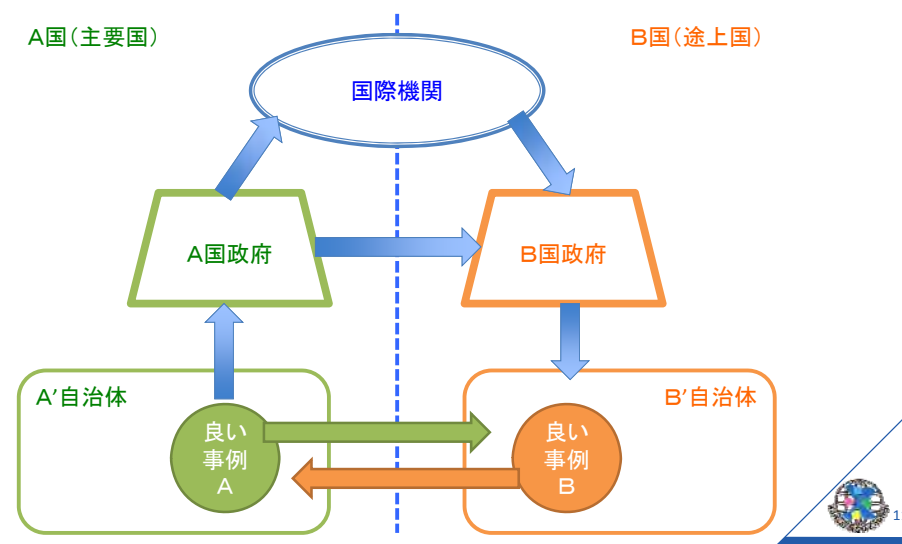 A国(主要国)
B国(途上国)
国際機関
A国政府
B国政府
A’自治体
B’自治体
良い
事例
A
良い
事例
B
1